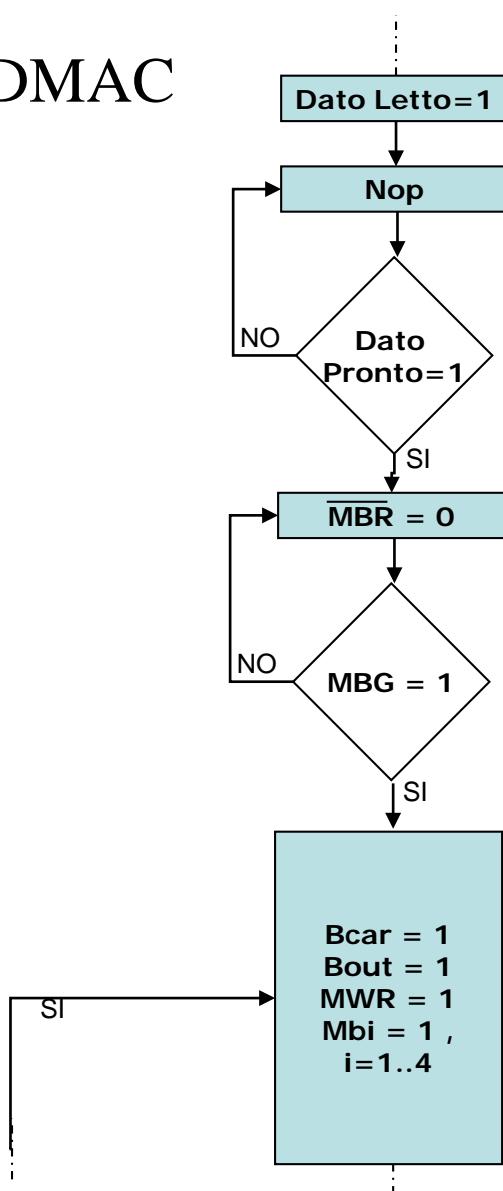 DMAC
Dato Letto=1
Nop
NO
Dato
Pronto=1
SI
M̅B̅R̅ = 0
NO
MBG = 1
SI
Bcar = 1
Bout = 1
MWR = 1
Mbi = 1 ,
i=1..4
SI